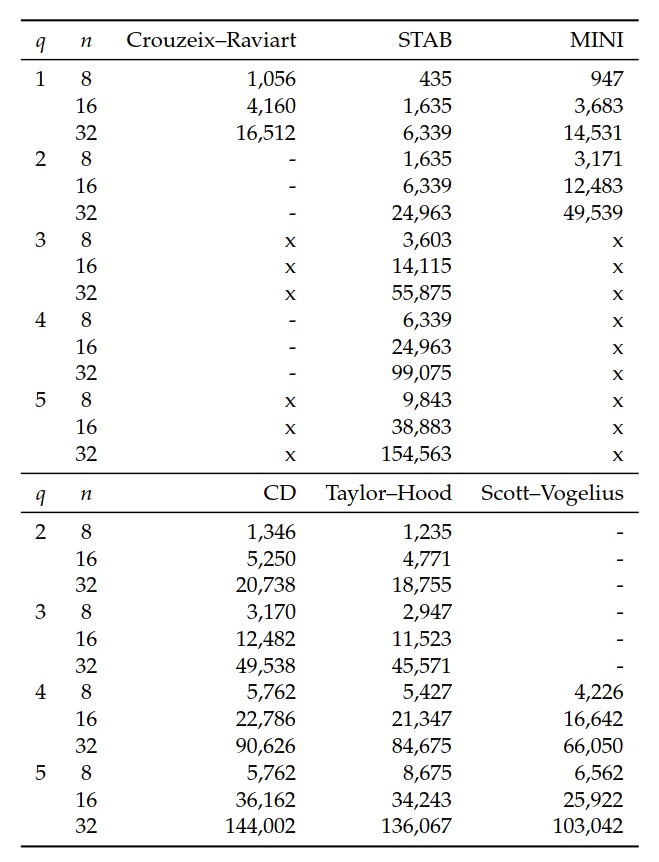 q n Crouzeix–Raviart STAB MINI
1 8 1,056 435 947
16 4,160 1,635 3,683
32 16,512 6,339 14,531
2 8 - 1,635 3,171
16 - 6,339 12,483
32 - 24,963 49,539
3 8 x 3,603 x
16 x 14,115 x
32 x 55,875 x
4 8 - 6,339 x
16 - 24,963 x
32 - 99,075 x
5 8 x 9,843 x
16 x 38,883 x
32 x 154,563 x
q n CD Taylor–Hood Scott–Vogelius
2 8 1,346 1,235 -
16 5,250 4,771 -
32 20,738 18,755 -
3 8 3,170 2,947 -
16 12,482 11,523 -
32 49,538 45,571 -
4 8 5,762 5,427 4,226
16 22,786 21,347 16,642
32 90,626 84,675 66,050
5 8 5,762 8,675 6,562
16 36,162 34,243 25,922
32 144,002 136,067 103,042